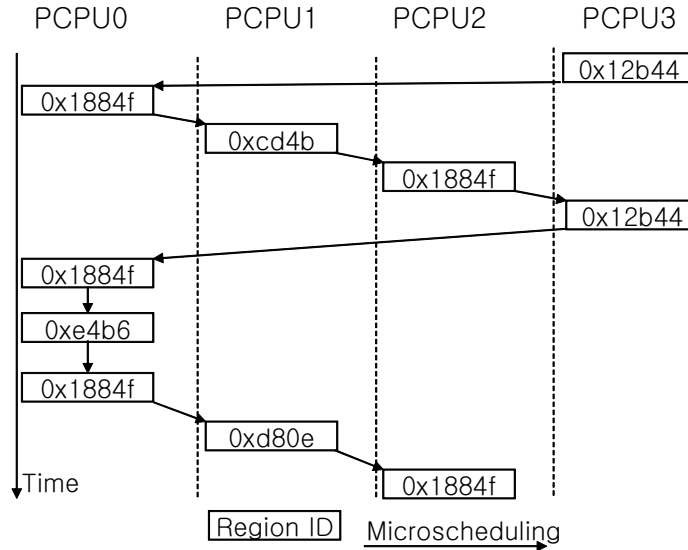 PCPU0 PCPU1 PCPU2 PCPU3
0x12b44
0x1884f
0xcd4b
0x1884f
0x12b44
0x1884f
0xe4b6
0x1884f
0xd80e
0x1884f
Time
Region ID
Microscheduling